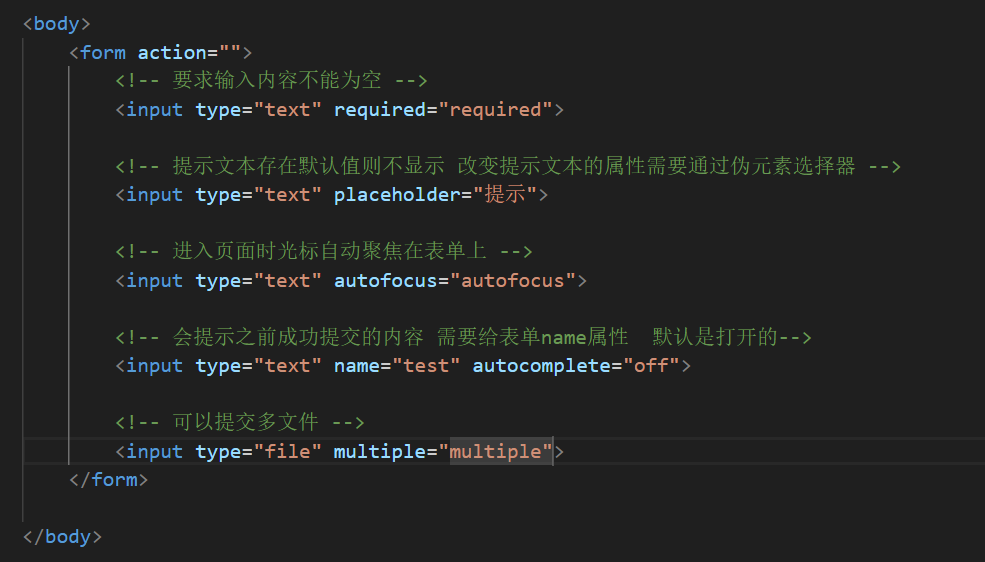 <body>
<form action="">
<!-- 要求输入内容不能为空 -->
<input type="text" required="required">
<!-- 提示文本存在默认值则不显示 改变提示文本的属性需要通过伪元素选择器 -->
<input type="text" placeholder="提示">
<!-- 进入页面时光标自动聚焦在表单上 -->
<input type="text" autofocus="autofocus">
<!-- 会提示之前成功提交的内容 需要给表单name属性  默认是打开的-->
<input type="text" name="test" autocomplete="off">
<!-- 可以提交多文件 -->
<input type="file" multiple="multiple">
</form>
</body>